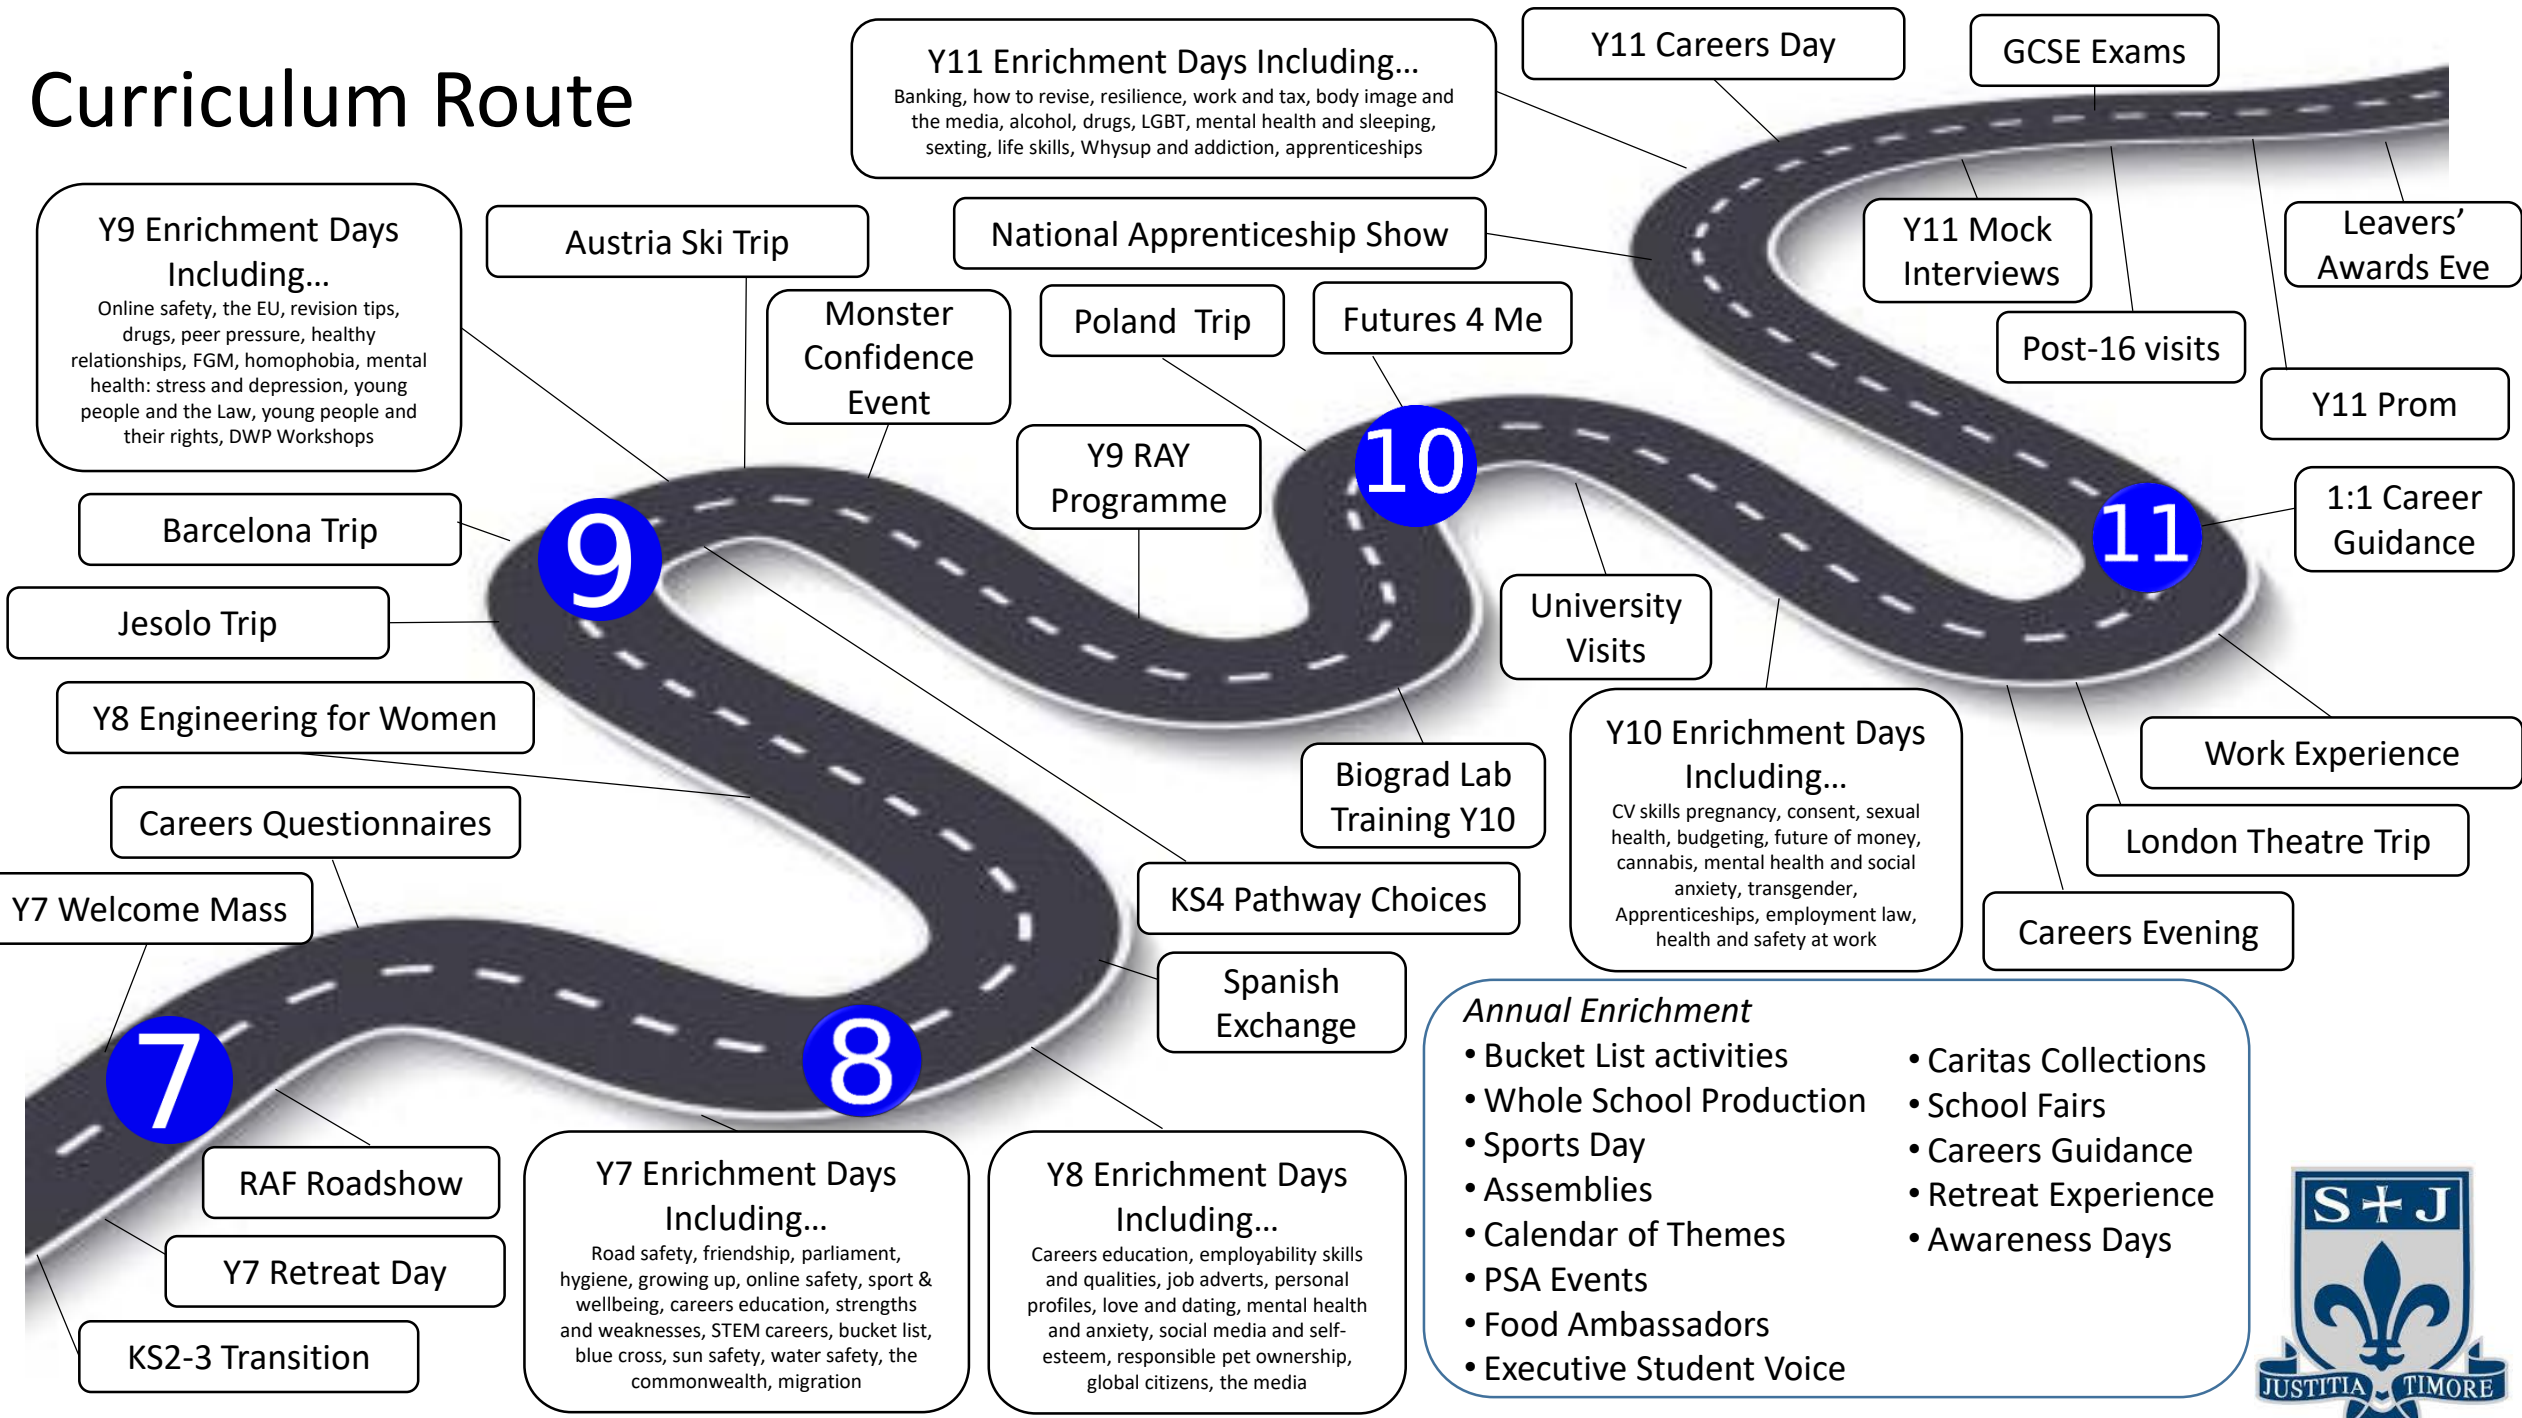 Curriculum Route
Y11 Enrichment Days Including...
Banking, how to revise, resilience, work and tax, body image and
the media, alcohol, drugs, LGBT, mental health and sleeping,
sexting, life skills, Whysup and addiction, apprenticeships
Y11 Careers Day
GCSE Exams
Y9 Enrichment Days
Including...
Online safety, the EU, revision tips,
drugs, peer pressure, healthy
relationships, FGM, homophobia, mental
health: stress and depression, young
people and the Law, young people and
their rights, DWP Workshops
Austria Ski Trip
National Apprenticeship Show
Y11 Mock
Interviews
Leavers’
Awards Eve
Monster
Confidence
Event
Poland Trip
Futures 4 Me
Post-16 visits
Y11 Prom
Y9 RAY
Programme
10
Barcelona Trip
9
11
1:1 Career
Guidance
Jesolo Trip
University
Visits
Y8 Engineering for Women
Y10 Enrichment Days
Including...
CV skills pregnancy, consent, sexual
health, budgeting, future of money,
cannabis, mental health and social
anxiety, transgender,
Apprenticeships, employment law,
health and safety at work
Work Experience
Biograd Lab
Training Y10
Careers Questionnaires
London Theatre Trip
KS4 Pathway Choices
Y7 Welcome Mass
Careers Evening
Spanish
Exchange
7
8
RAF Roadshow
Y7 Retreat Day
KS2-3 Transition
Y7 Enrichment Days
Including...
Road safety, friendship, parliament,
hygiene, growing up, online safety, sport &
wellbeing, careers education, strengths
and weaknesses, STEM careers, bucket list,
blue cross, sun safety, water safety, the
commonwealth, migration
Y8 Enrichment Days
Including...
Careers education, employability skills
and qualities, job adverts, personal
profiles, love and dating, mental health
and anxiety, social media and self-
esteem, responsible pet ownership,
global citizens, the media
Annual Enrichment
• Bucket List activities
• Whole School Production
• Sports Day
• Assemblies
• Calendar of Themes
• PSA Events
• Food Ambassadors
• Executive Student Voice
• Caritas Collections
• School Fairs
• Careers Guidance
• Retreat Experience
• Awareness Days
S J
JUSTITIA TIMORE